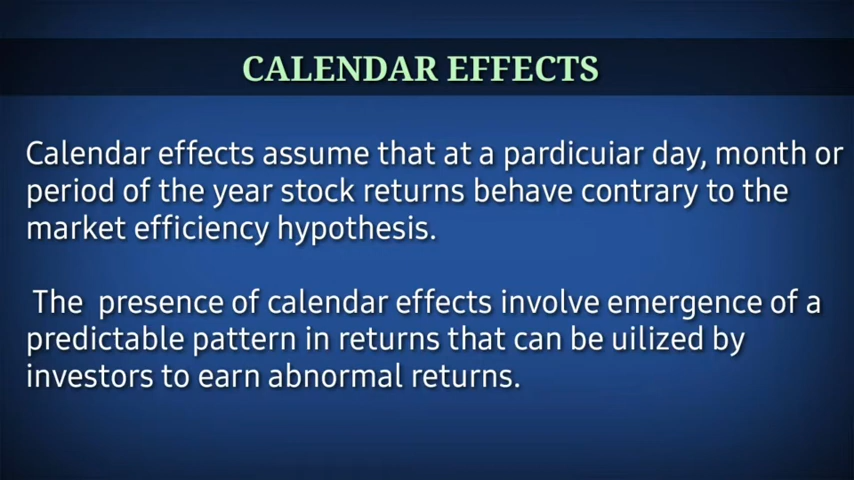 CALENDAR EFFECTS
Calendar effects assume that at a pardicuiar day, month or
period of the year stock returns behave contrary to the
market efficiency hypothesis.
The presence of calendar effects involve emergence of a
predictable pattern in returns that can be uilized by
investors to earn abnormal returns.